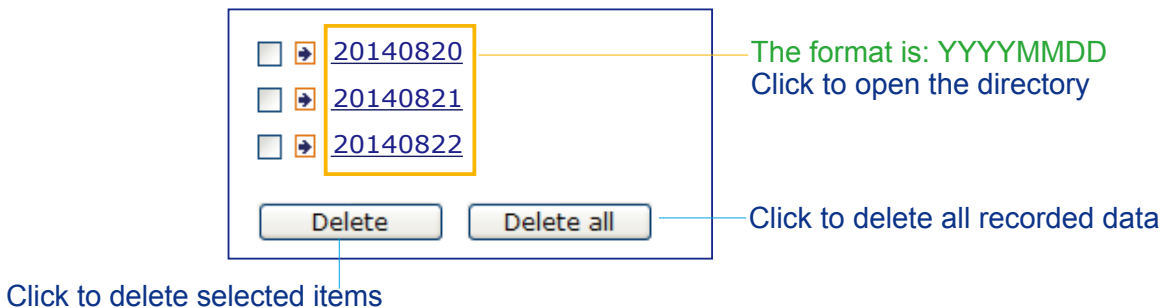 20140820
The format is: YYYYMMDD
Click to open the directory
20140821
20140822
Delete
Delete all
Click to delete all recorded data
Click to delete selected items